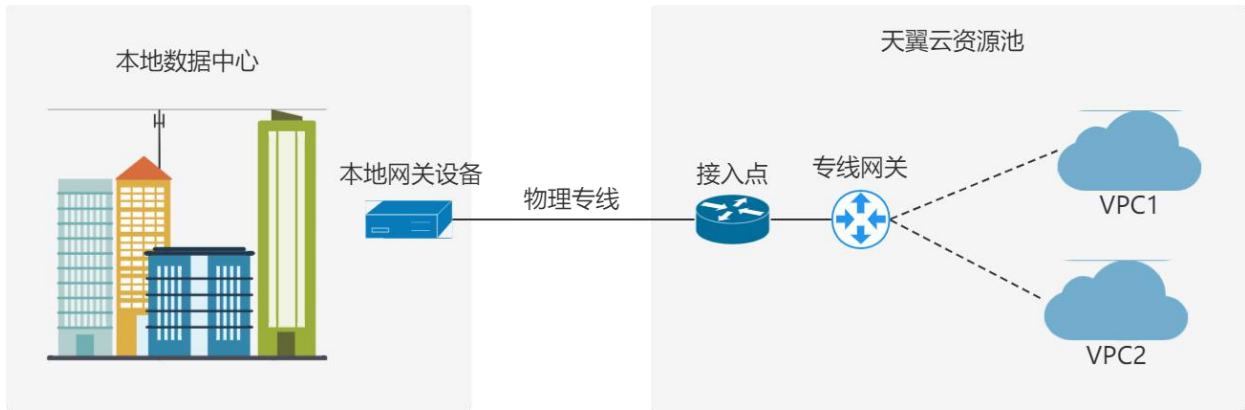 本地数据中心
天翼云资源池
本地网关设备
物理专线
接入点
专线网关
VPC1
VPC2